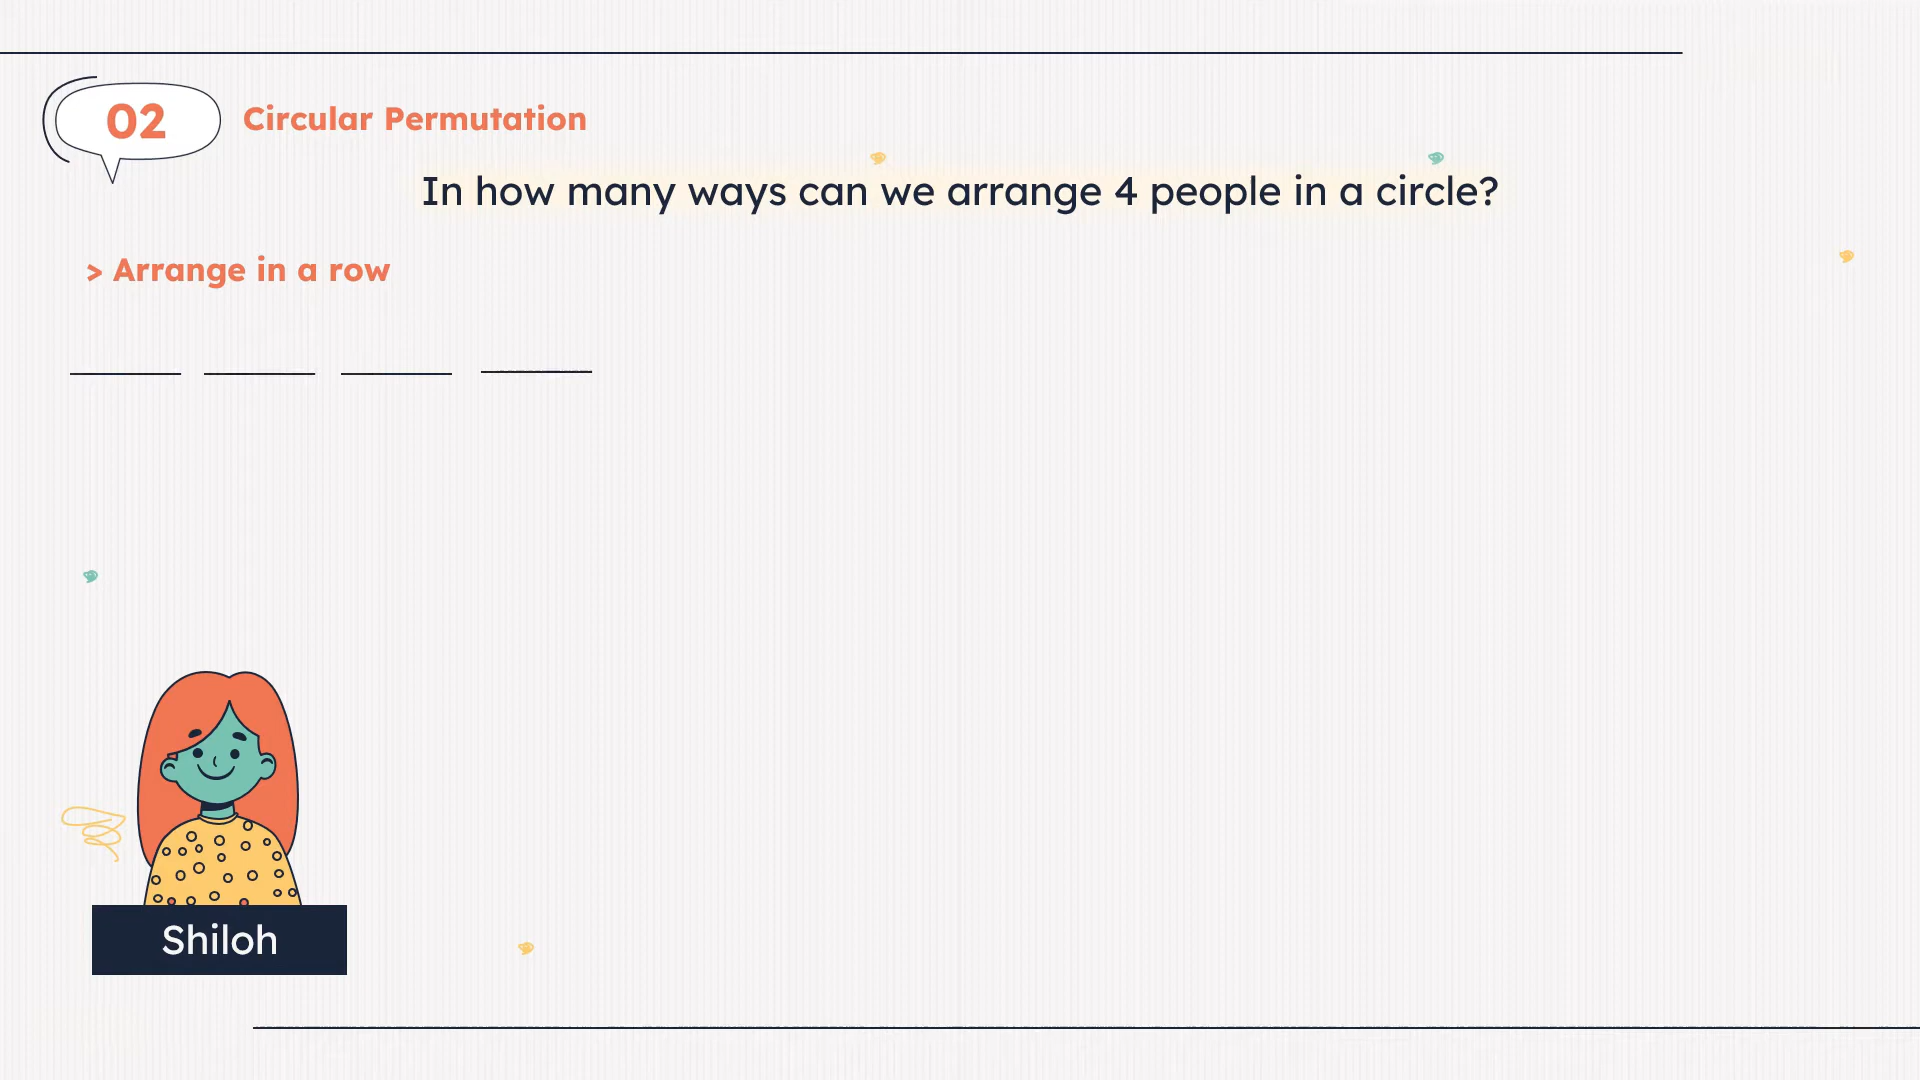 02
Circular Permutation
In how many ways can we arrange 4 people in a circle?
> Arrange in a row
Shiloh